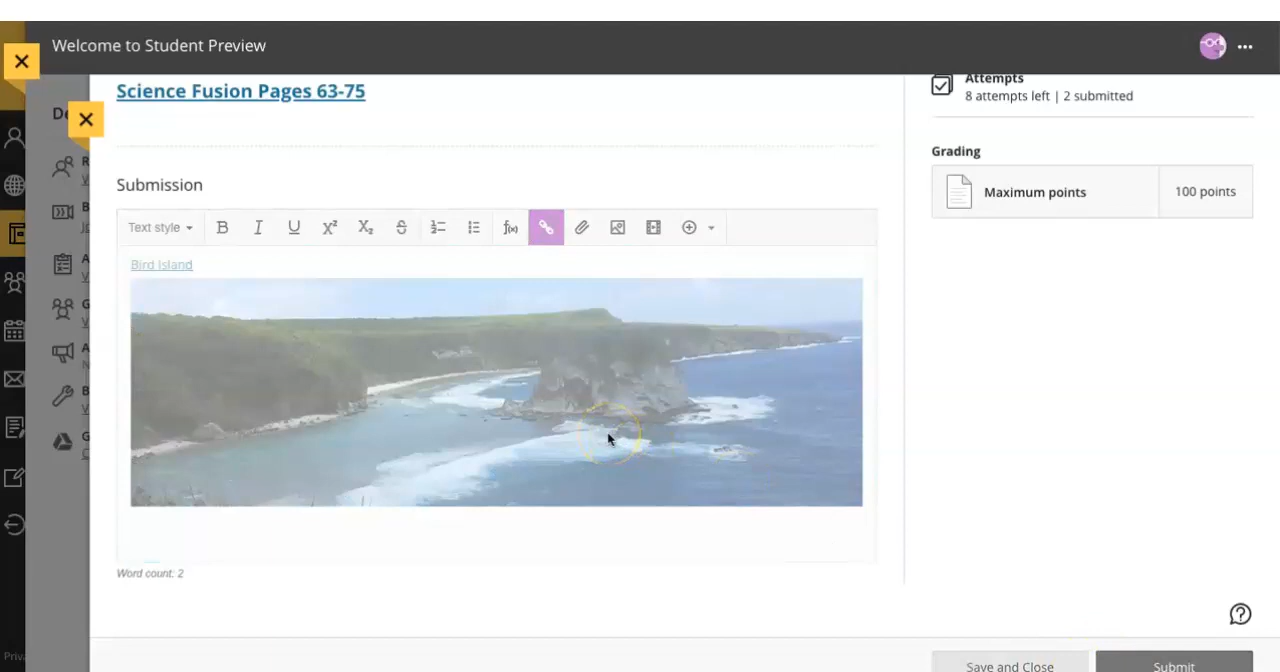 Welcome to Student Preview
Science Fusion Pages 63-75
Attempts
8 attempts left | 2 submitted
Grading
Maximum points
100 points
Submission
Text style
Bird Island
Word count: 2
Save and Close
Submit